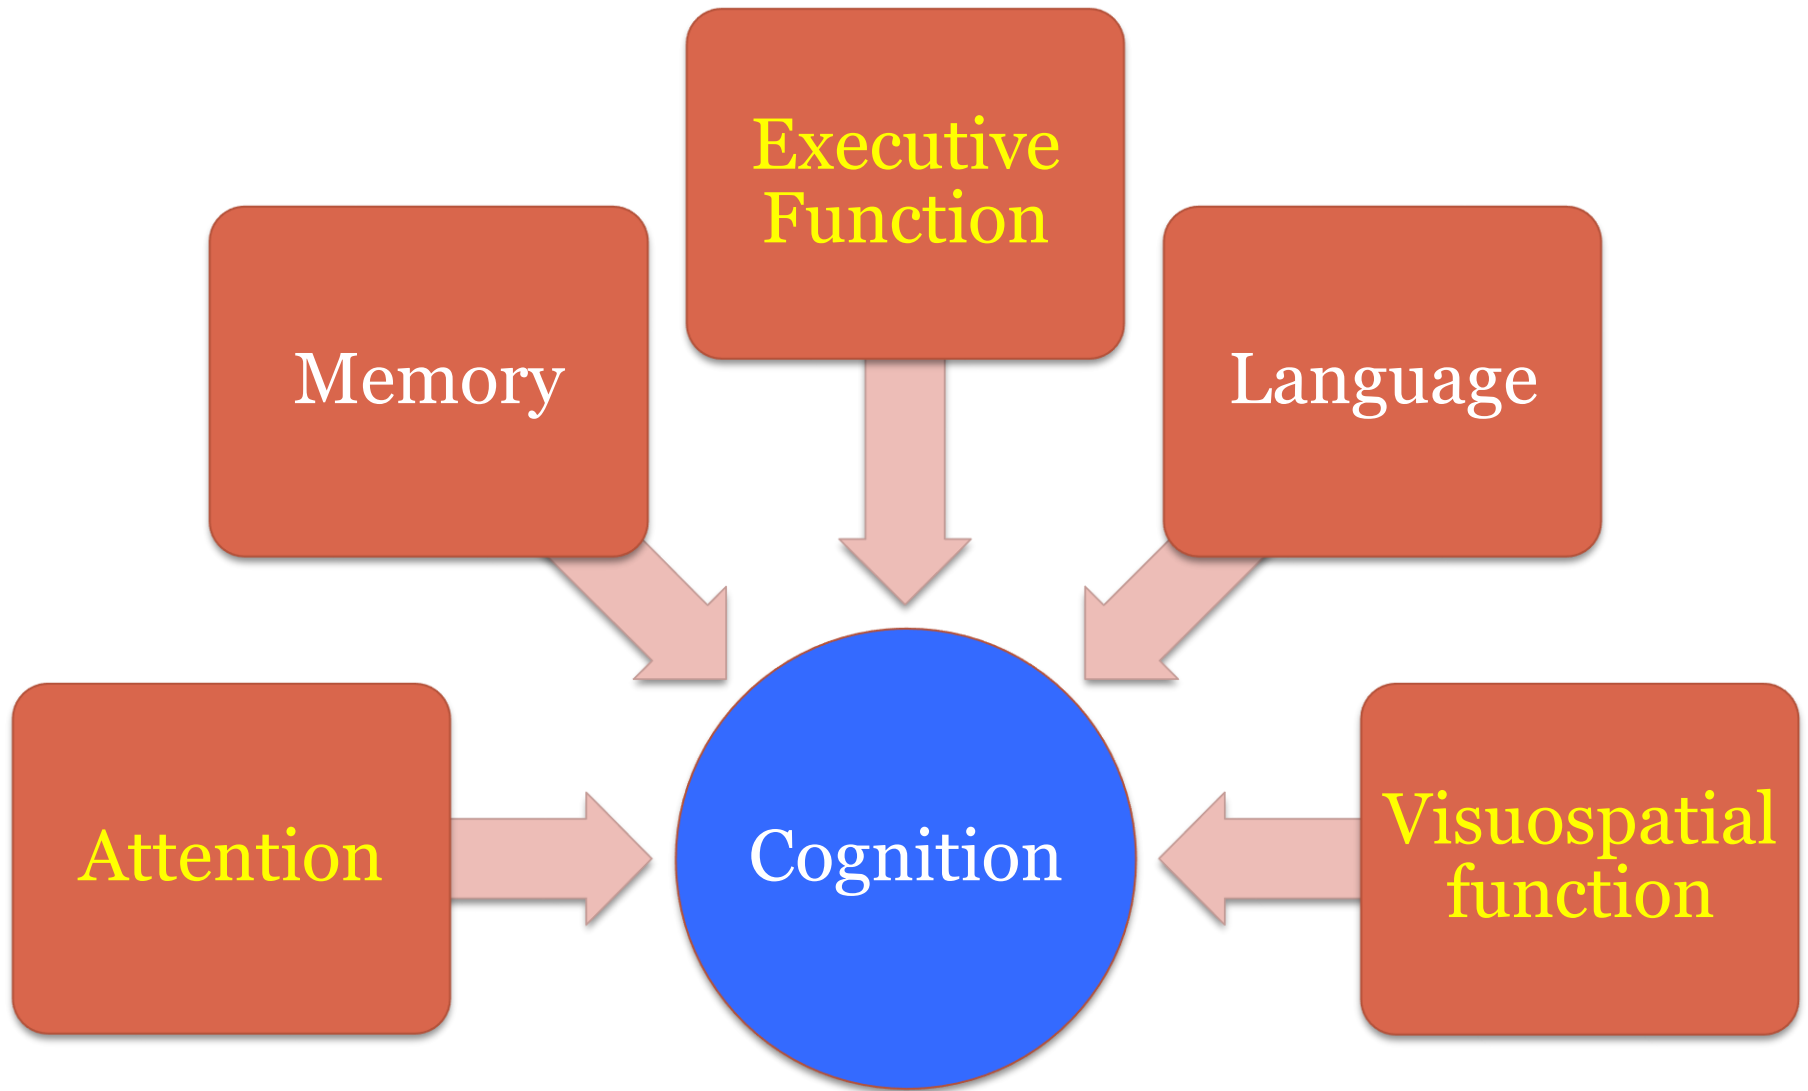 Executive
Function
Memory
Language
Attention
Cognition
Visuospatial
function